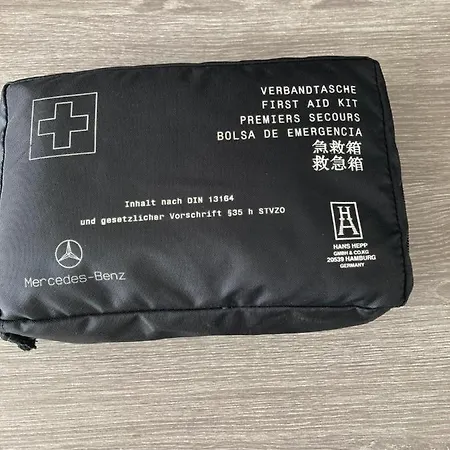 VERBANDTASCHE
FIRST AID KIT
PREMIERS SECOURS
BOLSA DE EMERGENCIA
急救箱
救急箱
Inhalt nach DIN 13164
und gesetzlicher Vorschrift §35 h STVZO
Mercedes-Benz
HANS HEPP
GMBH & CO.KG
20539 HAMBURG
GERMANY